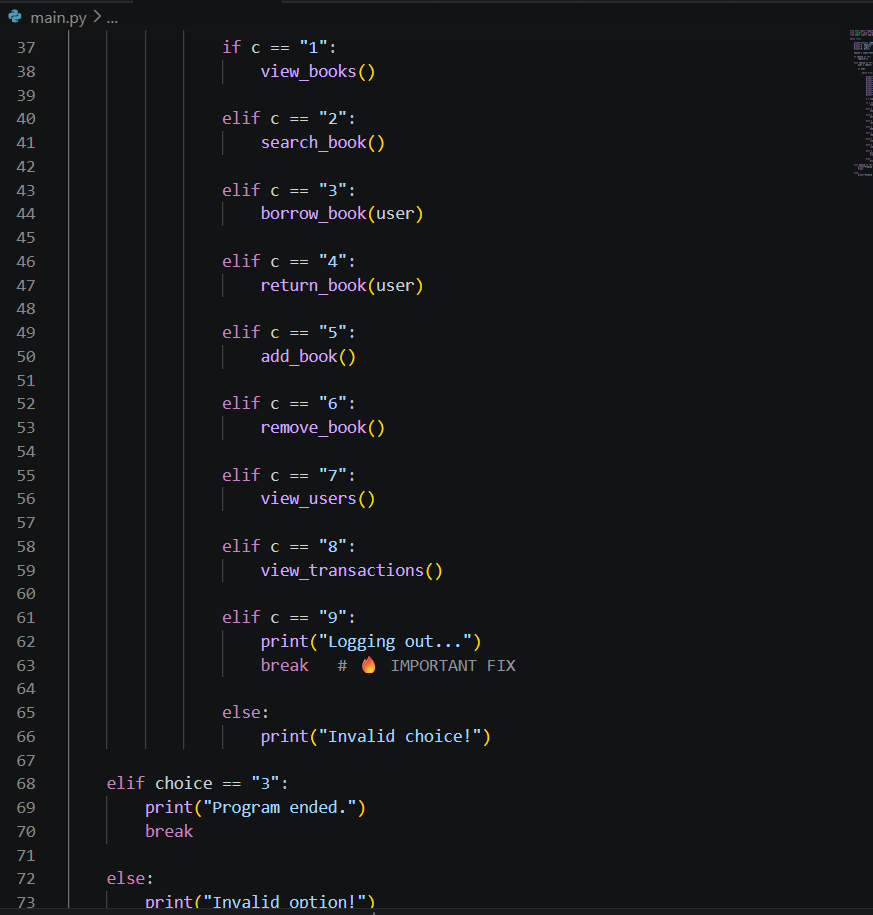 main.py > ...
37 if c == "1":
38 view_books()
39
40 elif c == "2":
41 search_book()
42
43 elif c == "3":
44 borrow_book(user)
45
46 elif c == "4":
47 return_book(user)
48
49 elif c == "5":
50 add_book()
51
52 elif c == "6":
53 remove_book()
54
55 elif c == "7":
56 view_users()
57
58 elif c == "8":
59 view_transactions()
60
61 elif c == "9":
62 print("Logging out...")
63 break # 🔥 IMPORTANT FIX
64
65 else:
66 print("Invalid choice!")
67
68 elif choice == "3":
69 print("Program ended.")
70 break
71
72 else:
73 print("Invalid option!")